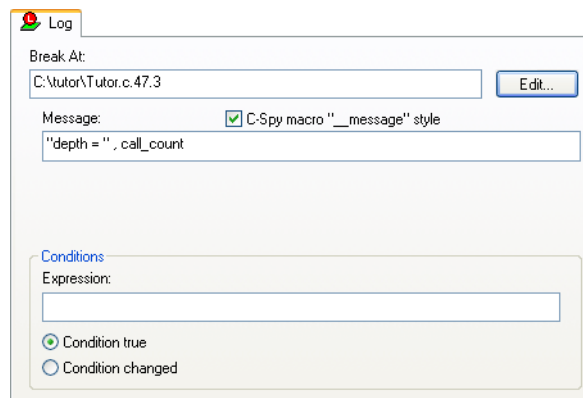 Log
Break At:
C:\tutor\Tutor.c.47.3
Edit...
Message:
C-Spy macro "__message" style
"depth = " , call_count
Conditions
Expression:
Condition true
Condition changed